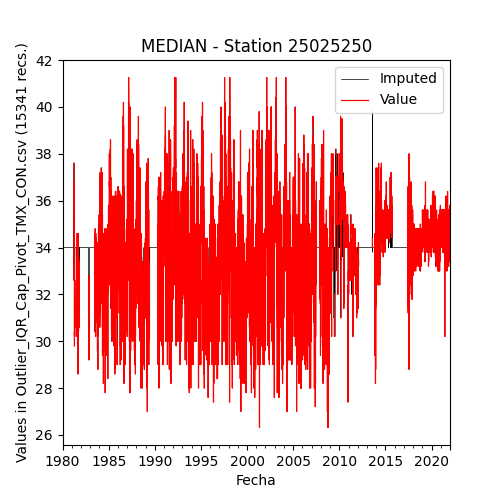 MEDIAN - Station 25025250
Values in Outlier_IQR_Cap_Pivot_TMX_CON.csv (15341 recs.)
42
40
38
36
34
32
30
28
26
Imputed
Value
1980 1985 1990 1995 2000 2005 2010 2015 2020
Fecha